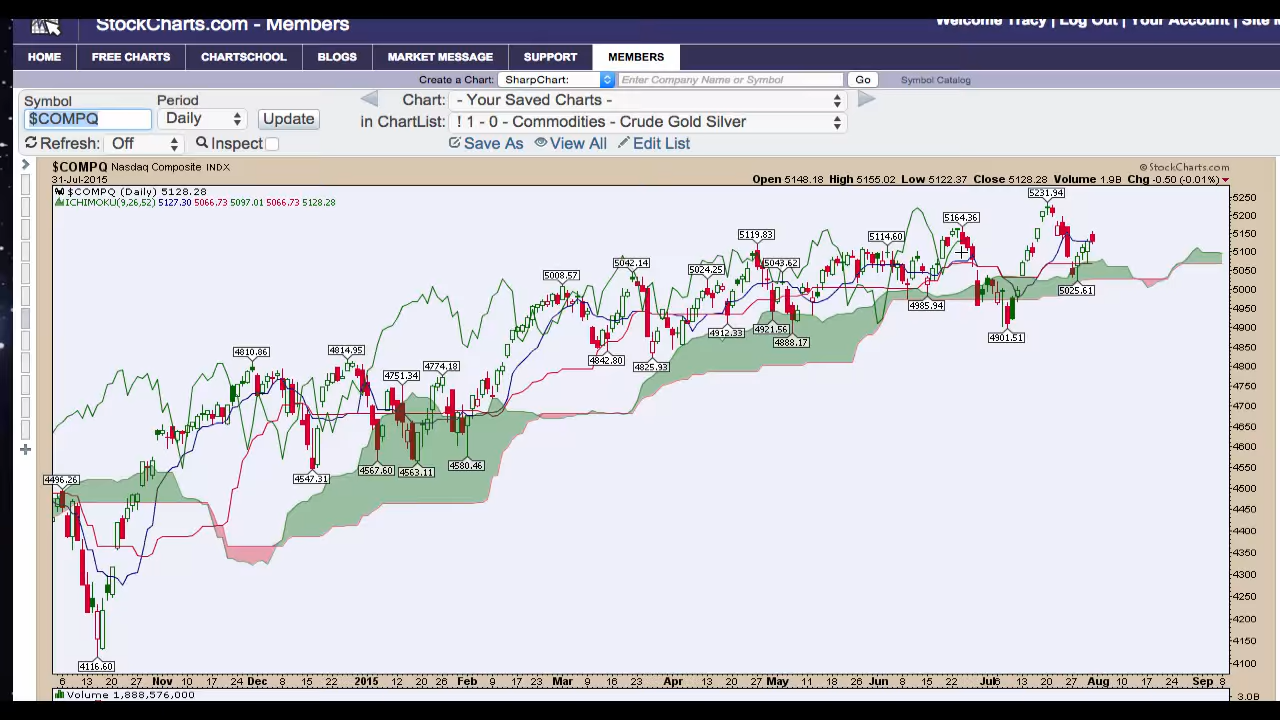 StockCharts.com - Members
Welcome Tracy | Log Out | Your Account | Site M
HOME FREE CHARTS CHARTSCHOOL BLOGS MARKET MESSAGE SUPPORT MEMBERS
Create a Chart: SharpChart: Enter Company Name or Symbol Go Symbol Catalog
Symbol Period Chart: - Your Saved Charts -
$COMPQ Daily Update in ChartList: ! 1 - 0 - Commodities - Crude Gold Silver
Refresh: Off Inspect Save As View All Edit List
$COMPQ Nasdaq Composite INDX © StockCharts.com
31-Jul-2015 Open 5148.18 High 5155.02 Low 5122.37 Close 5128.28 Volume 1.9B Chg -0.50 (-0.01%)
$COMPQ (Daily) 5128.28
ICHIMOKU(9,26,52) 5127.30 5066.73 5097.01 5066.73 5128.28
5231.94
5164.36
5119.83 5114.60
5042.14 5043.62
5008.57 5024.25
5025.61
4985.94
4912.33 4921.56 4901.51
4888.17
4842.80 4825.93
4810.86 4814.95
4774.18
4751.34
4567.60 4563.11 4580.46
4547.31
4496.26
4116.60
5250
5200
5150
5100
5050
5000
4950
4900
4850
4800
4750
4700
4650
4600
4550
4500
4450
4400
4350
4300
4250
4200
4150
4100
6 13 20 27 Nov 10 17 24 Dec 8 15 22 2015 12 20 26 Feb 9 17 23 Mar 9 16 23 Apr 13 20 27 May 11 18 26 Jun 8 15 22 Jul 6 13 20 27 Aug 10 17 24 Sep 8
Volume 1,888,576,000 3.0B